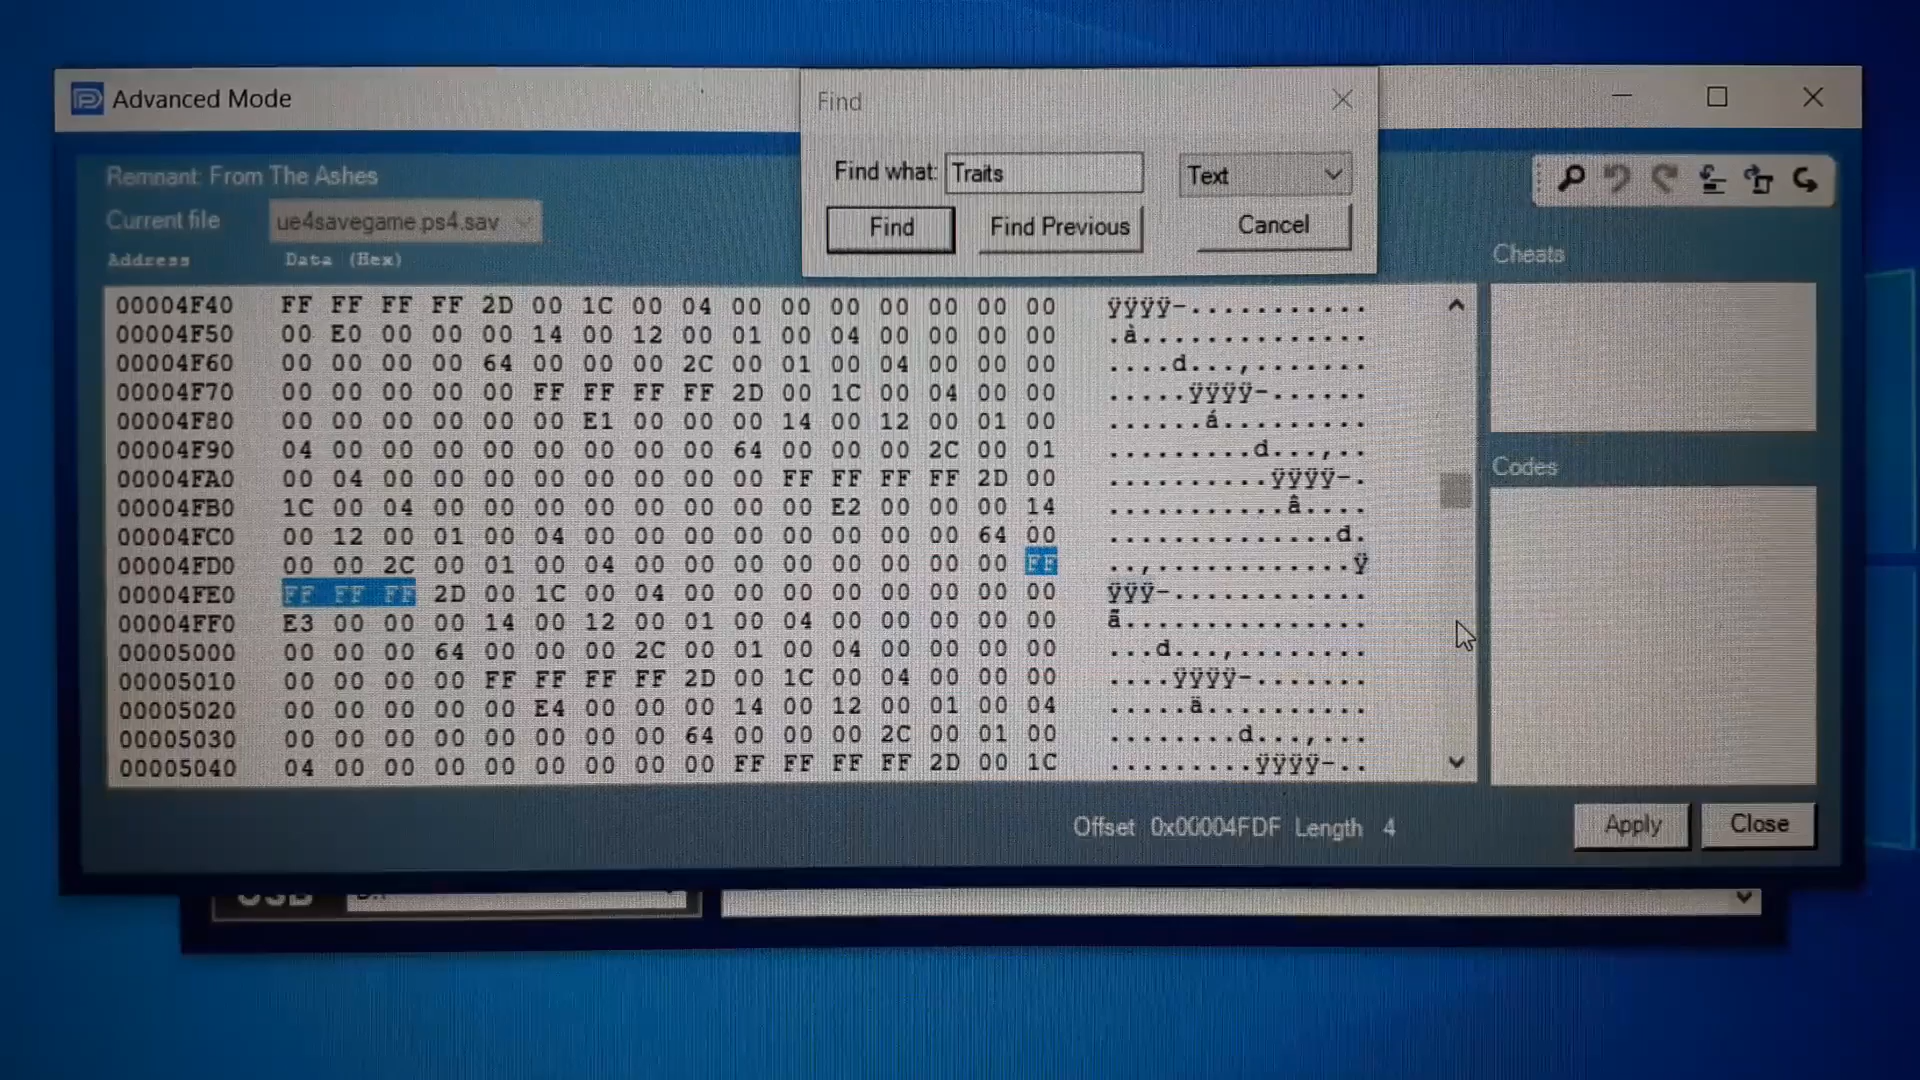 Advanced Mode
Find
Remnant: From The Ashes
Find what: Traits Text
Current file ue4savegame.ps4.sav
Find Find Previous Cancel
Address Data (Hex)
Cheats
00004F40 FF FF FF FF 2D 00 1C 00 04 00 00 00 00 00 00 00 ÿÿÿÿ-...........
00004F50 00 E0 00 00 00 14 00 12 00 01 00 04 00 00 00 00 .à..............
00004F60 00 00 00 00 64 00 00 00 2C 00 01 00 04 00 00 00 ....d...,.......
00004F70 00 00 00 00 00 FF FF FF FF 2D 00 1C 00 04 00 00 .....ÿÿÿÿ-......
00004F80 00 00 00 00 00 00 E1 00 00 00 14 00 12 00 01 00 ......á.........
00004F90 04 00 00 00 00 00 00 00 00 64 00 00 00 2C 00 01 .........d...,..
Codes
00004FA0 00 04 00 00 00 00 00 00 00 00 FF FF FF FF 2D 00 ..........ÿÿÿÿ-.
00004FB0 1C 00 04 00 00 00 00 00 00 00 00 E2 00 00 00 14 ...........â....
00004FC0 00 12 00 01 00 04 00 00 00 00 00 00 00 00 64 00 ..............d.
00004FD0 00 00 2C 00 01 00 04 00 00 00 00 00 00 00 00 FF ..,............ÿ
00004FE0 FF FF FF 2D 00 1C 00 04 00 00 00 00 00 00 00 00 ÿÿÿ-............
00004FF0 E3 00 00 00 14 00 12 00 01 00 04 00 00 00 00 00 ã...............
00005000 00 00 00 64 00 00 00 2C 00 01 00 04 00 00 00 00 ...d...,........
00005010 00 00 00 00 FF FF FF FF 2D 00 1C 00 04 00 00 00 ....ÿÿÿÿ-.......
00005020 00 00 00 00 00 E4 00 00 00 14 00 12 00 01 00 04 .....ä..........
00005030 00 00 00 00 00 00 00 00 64 00 00 00 2C 00 01 00 ........d...,...
00005040 04 00 00 00 00 00 00 00 00 FF FF FF FF 2D 00 1C .........ÿÿÿÿ-..
Offset 0x00004FDF Length 4
Apply Close
USB